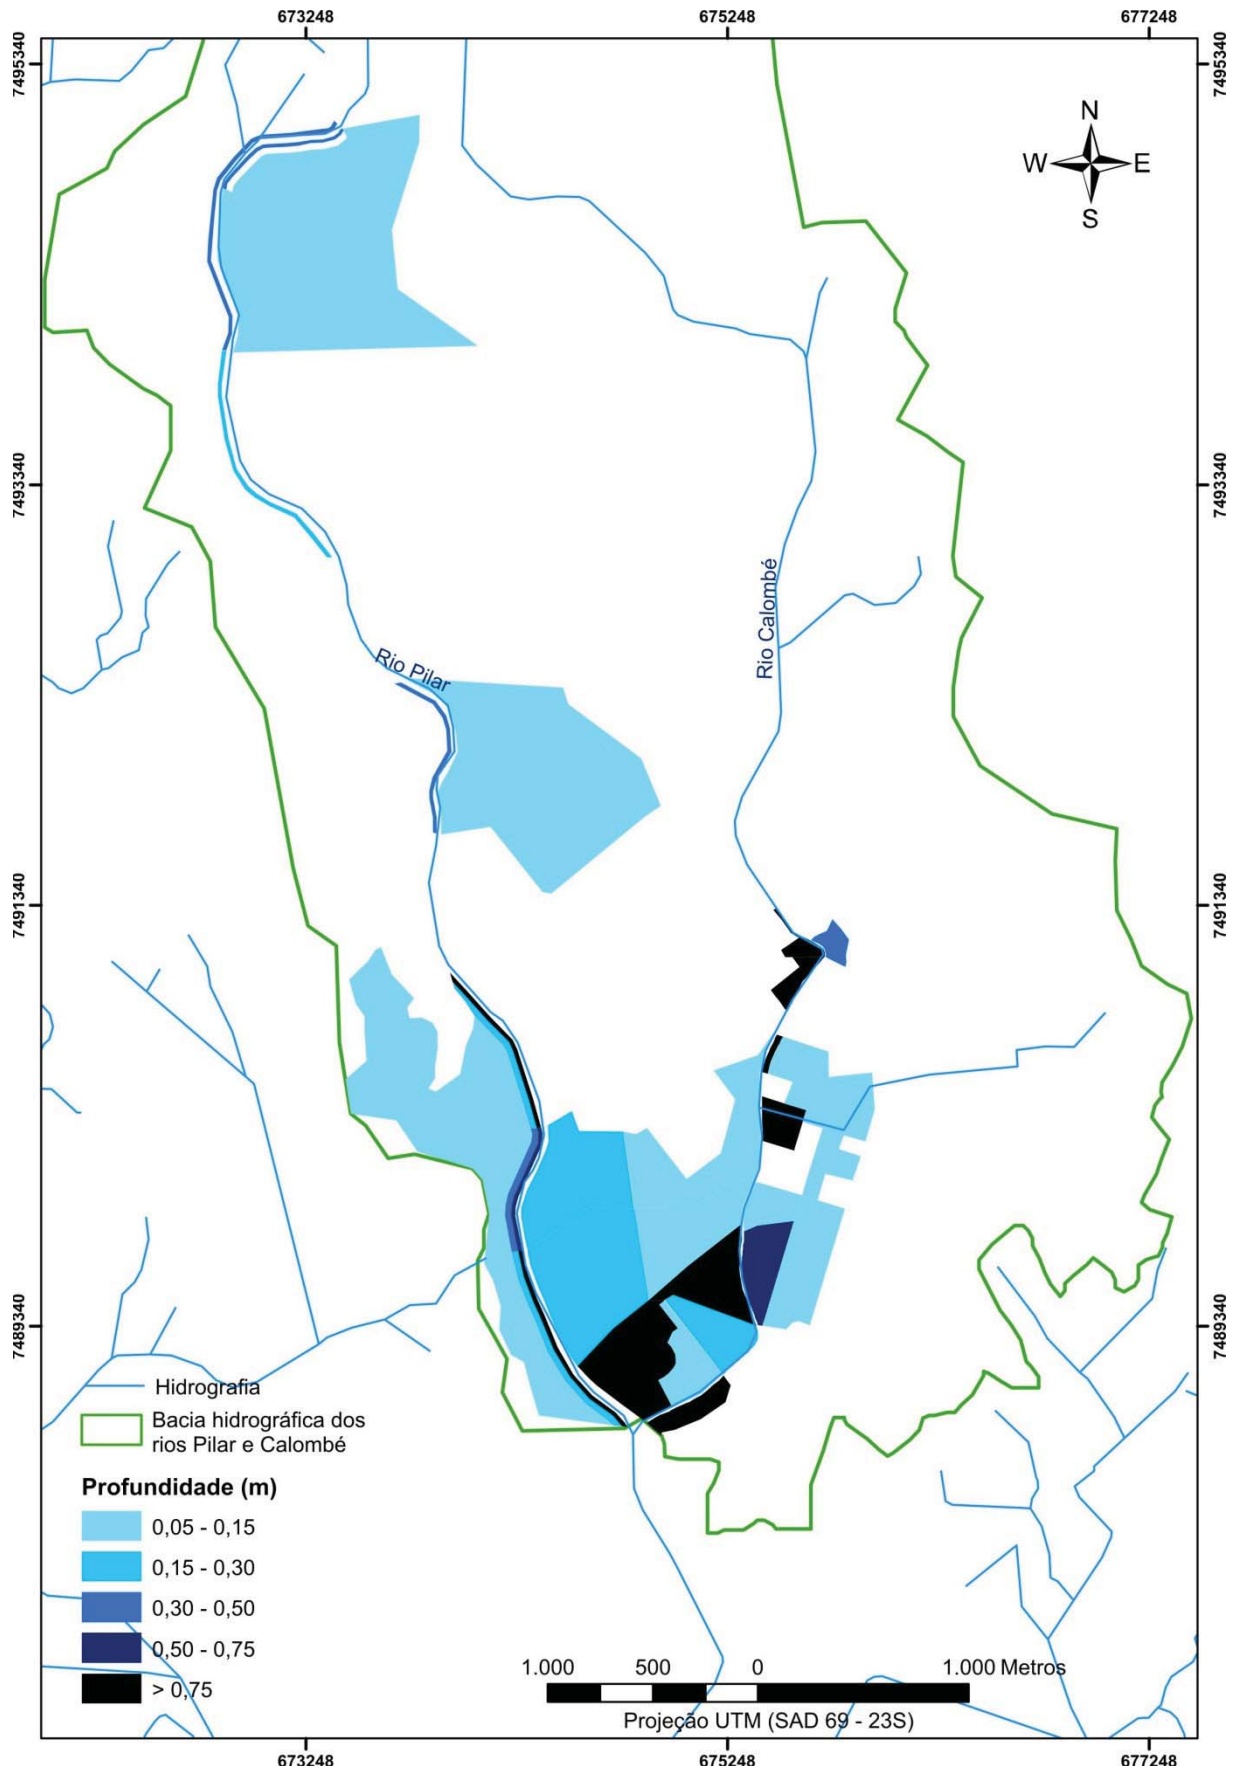 673248
675248
677248
7495340
7495340
N
W
E
S
7493340
7493340
Rio Calombé
Rio Pilar
7491340
7491340
7489340
7489340
Hidrografia
Bacia hidrográfica dos
rios Pilar e Calombé
Profundidade (m)
0,05 - 0,15
0,15 - 0,30
0,30 - 0,50
0,50 - 0,75
> 0,75
1.000 500 0 1.000 Metros
Projeção UTM (SAD 69 - 23S)
673248
675248
677248